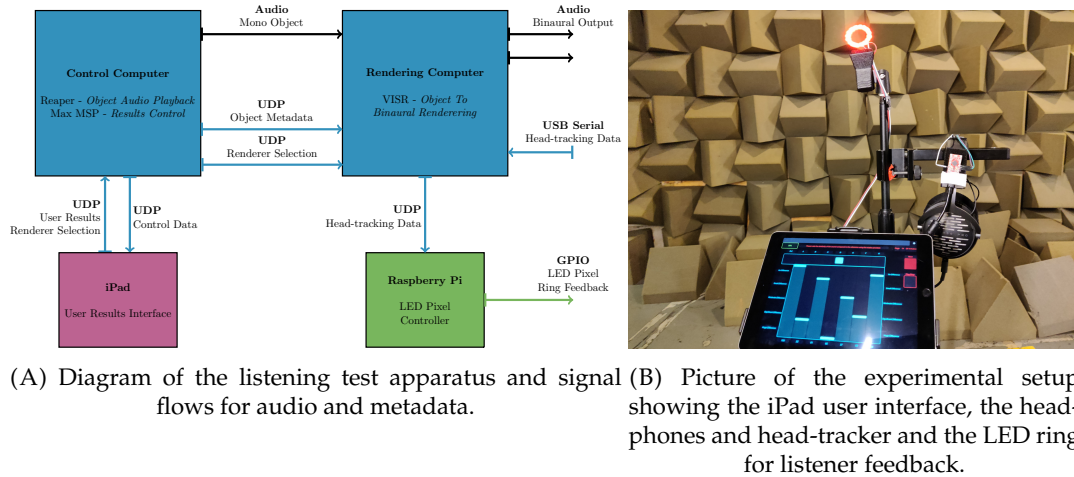 Audio
Mono Object
Audio
Binaural Output
Control Computer
Reaper - Object Audio Playback
Max MSP - Results Control
Rendering Computer
VISR - Object To
Binaural Renderering
UDP
Object Metadata
UDP
Renderer Selection
USB Serial
Head-tracking Data
UDP
User Results
Renderer Selection
UDP
Control Data
UDP
Head-tracking Data
iPad
User Results Interface
Raspberry Pi
LED Pixel
Controller
GPIO
LED Pixel
Ring Feedback
(A) Diagram of the listening test apparatus and signal
flows for audio and metadata.
(B) Picture of the experimental setup
showing the iPad user interface, the head-
phones and head-tracker and the LED ring
for listener feedback.